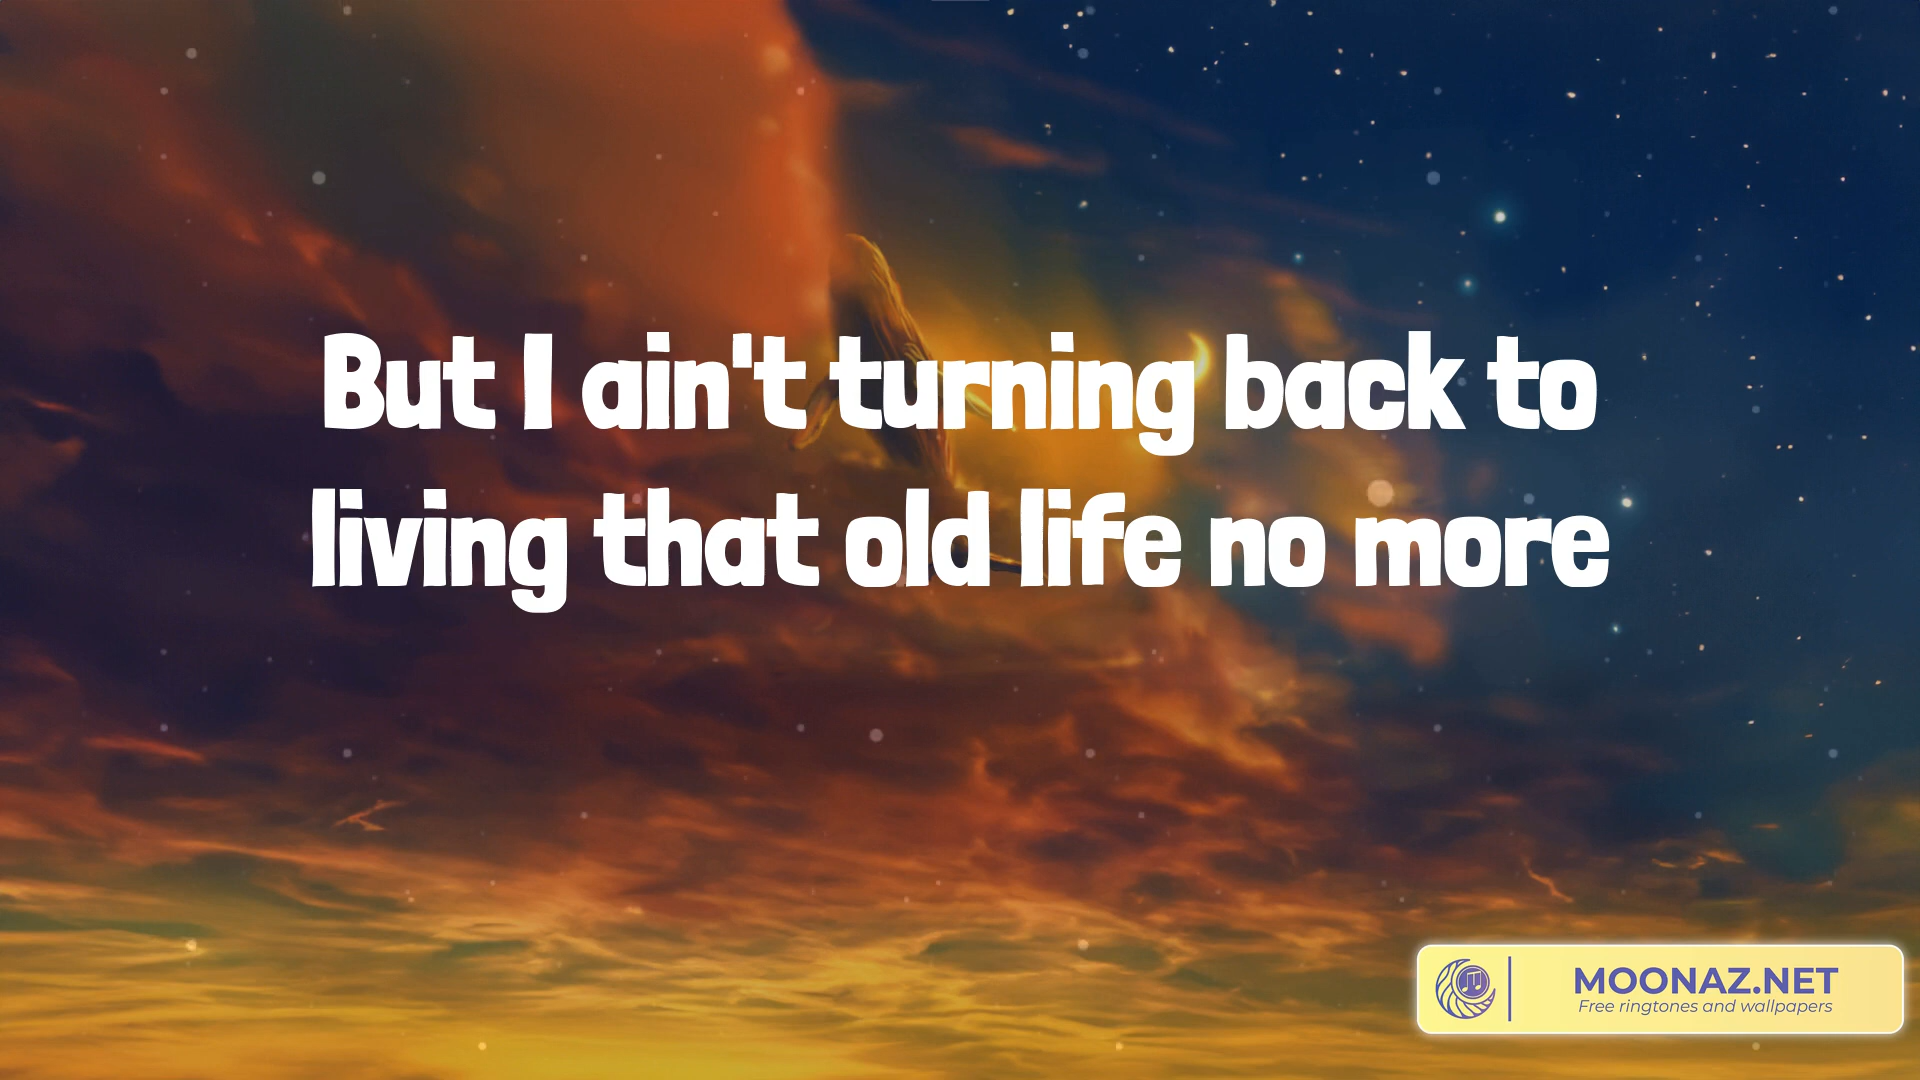 But I ain't turning back to
living that old life no more
MOONAZ.NET
Free ringtones and wallpapers